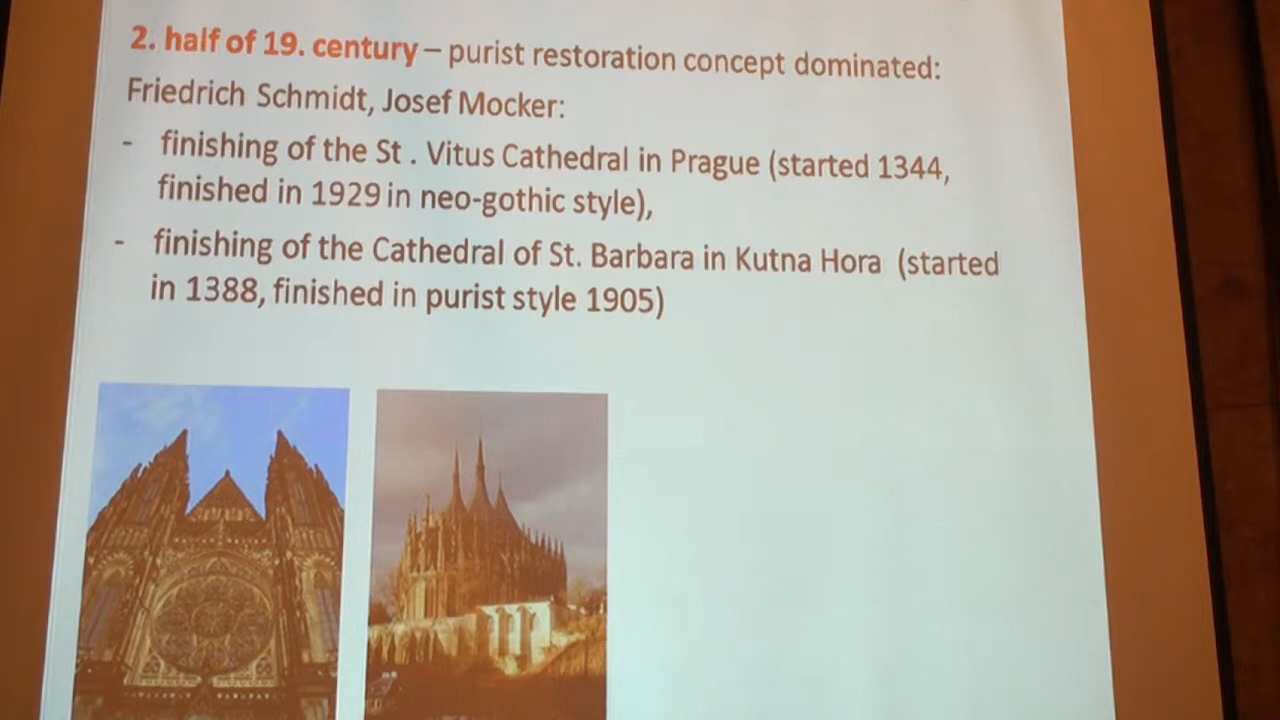 2. half of 19. century – purist restoration concept dominated:
Friedrich Schmidt, Josef Mocker:
- finishing of the St . Vitus Cathedral in Prague (started 1344,
finished in 1929 in neo-gothic style),
- finishing of the Cathedral of St. Barbara in Kutna Hora (started
in 1388, finished in purist style 1905)